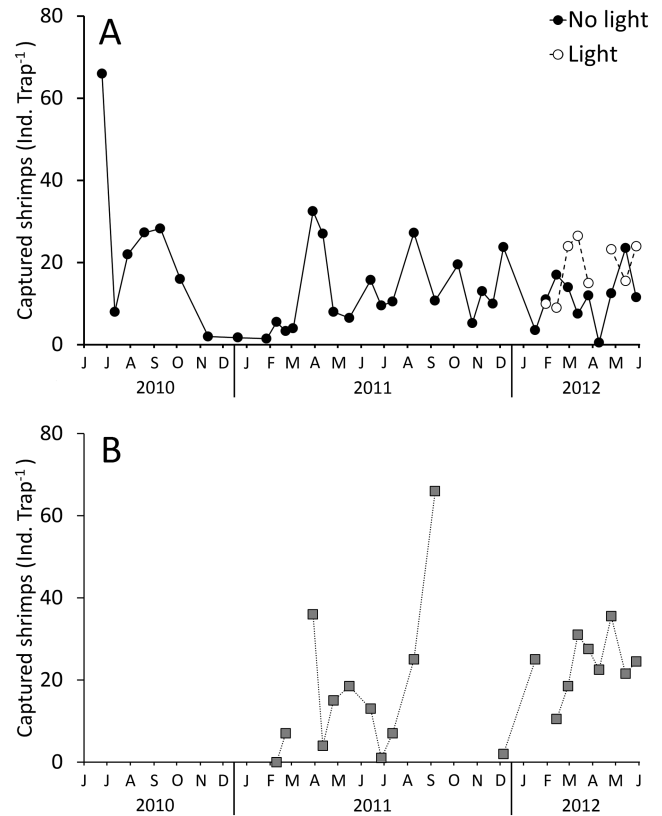 80
A
No light
Light
60
40
20
0
Captured shrimps (Ind. Trap⁻¹)
J J A S O N D J F M A M J J A S O N D J F M A M J
2010 2011 2012
80
B
60
40
20
0
Captured shrimps (Ind. Trap⁻¹)
J J A S O N D J F M A M J J A S O N D J F M A M J
2010 2011 2012